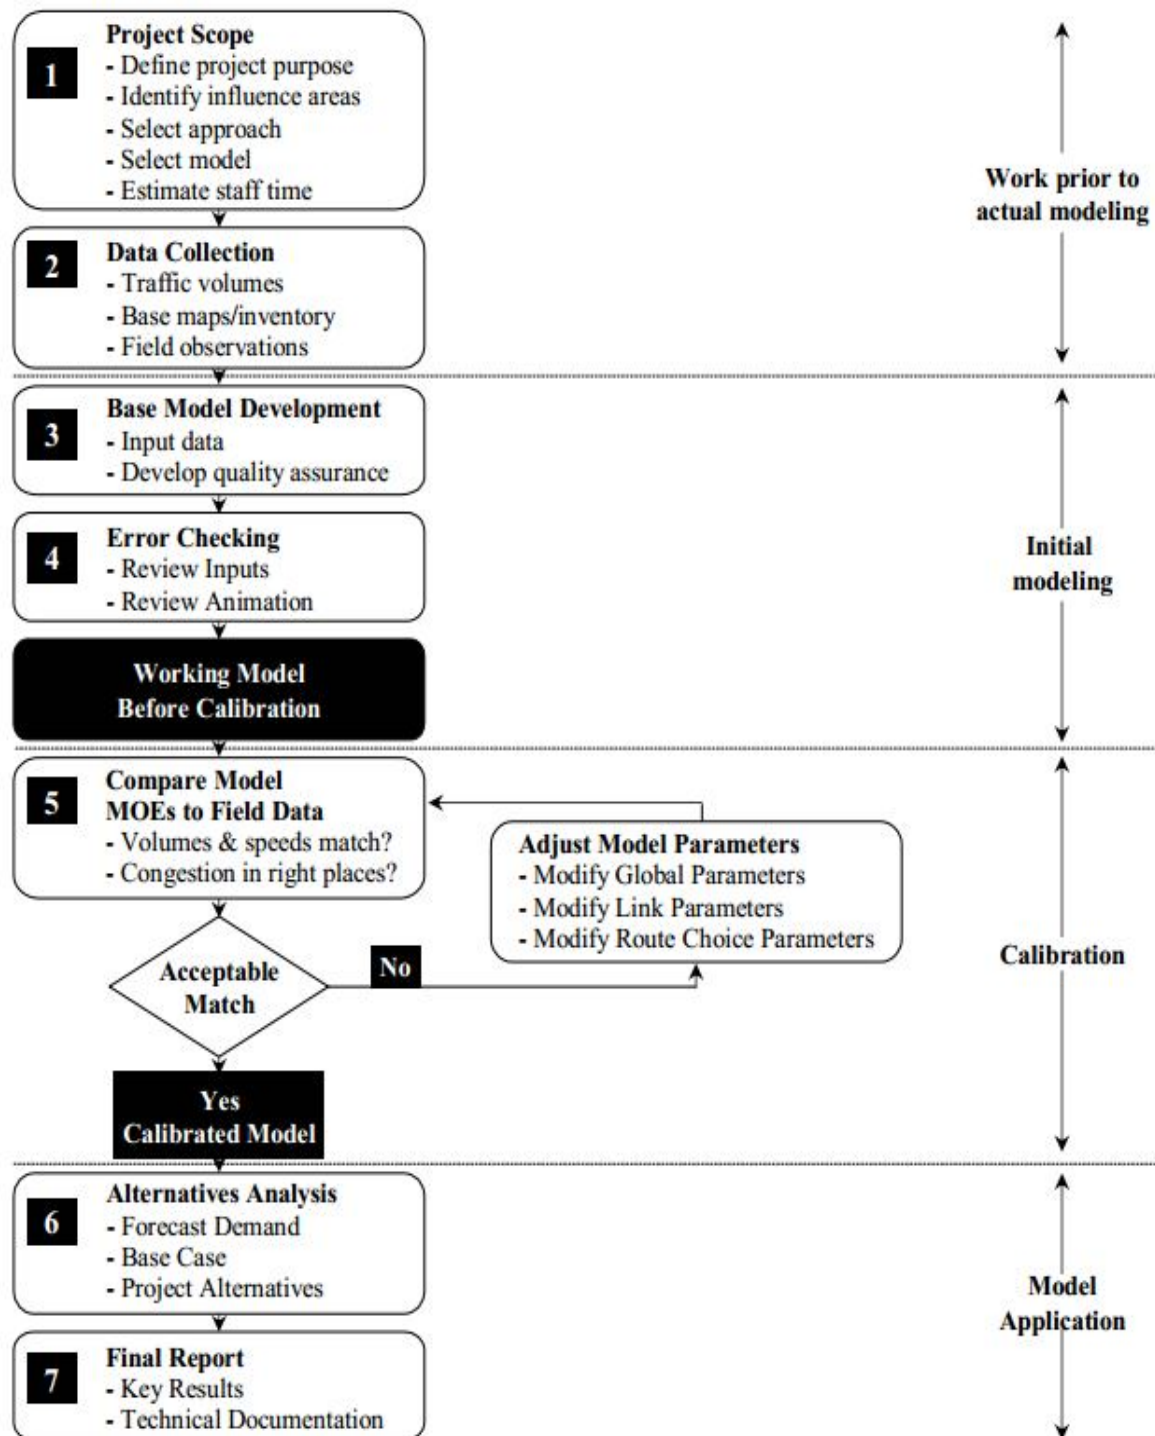 1
Project Scope
- Define project purpose
- Identify influence areas
- Select approach
- Select model
- Estimate staff time
Work prior to
actual modeling
2
Data Collection
- Traffic volumes
- Base maps/inventory
- Field observations
3
Base Model Development
- Input data
- Develop quality assurance
4
Error Checking
- Review Inputs
- Review Animation
Initial
modeling
Working Model
Before Calibration
5
Compare Model
MOEs to Field Data
- Volumes & speeds match?
- Congestion in right places?
Adjust Model Parameters
- Modify Global Parameters
- Modify Link Parameters
- Modify Route Choice Parameters
Acceptable
Match
No
Calibration
Yes
Calibrated Model
6
Alternatives Analysis
- Forecast Demand
- Base Case
- Project Alternatives
Model
Application
7
Final Report
- Key Results
- Technical Documentation